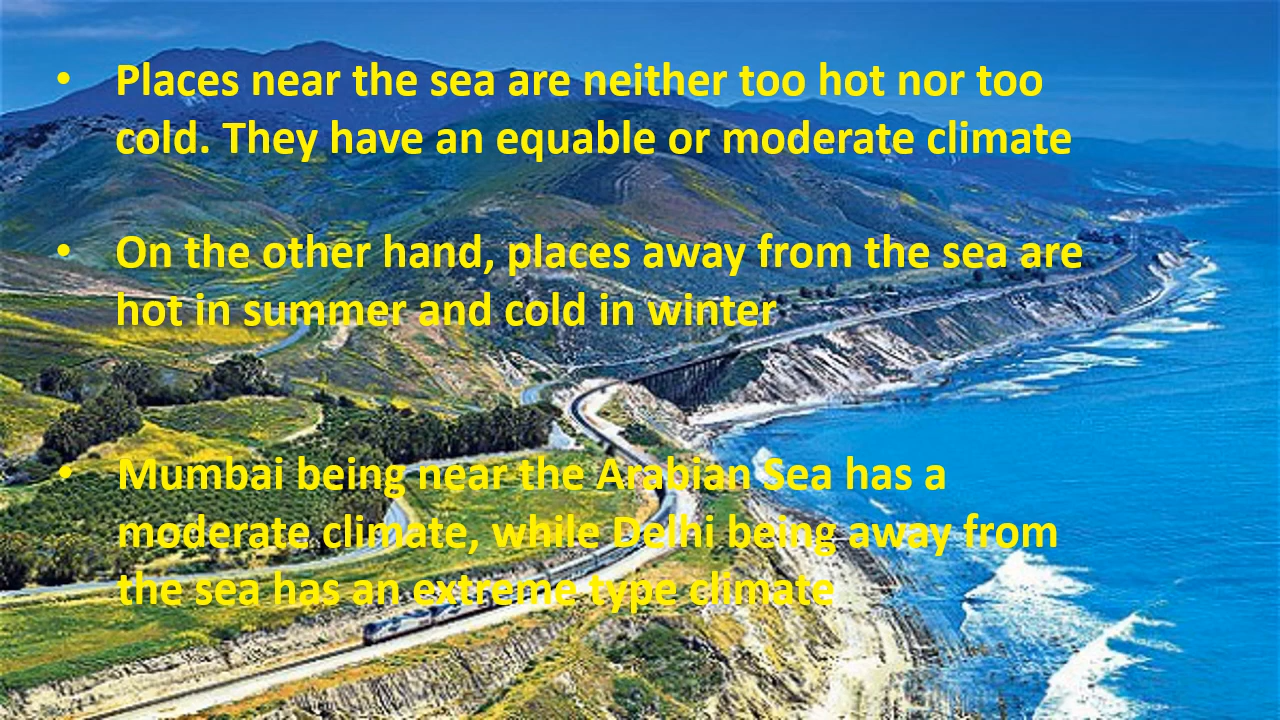 • Places near the sea are neither too hot nor too
cold. They have an equable or moderate climate
• On the other hand, places away from the sea are
hot in summer and cold in winter
• Mumbai being near the Arabian Sea has a
moderate climate, while Delhi being away from
the sea has an extreme type climate